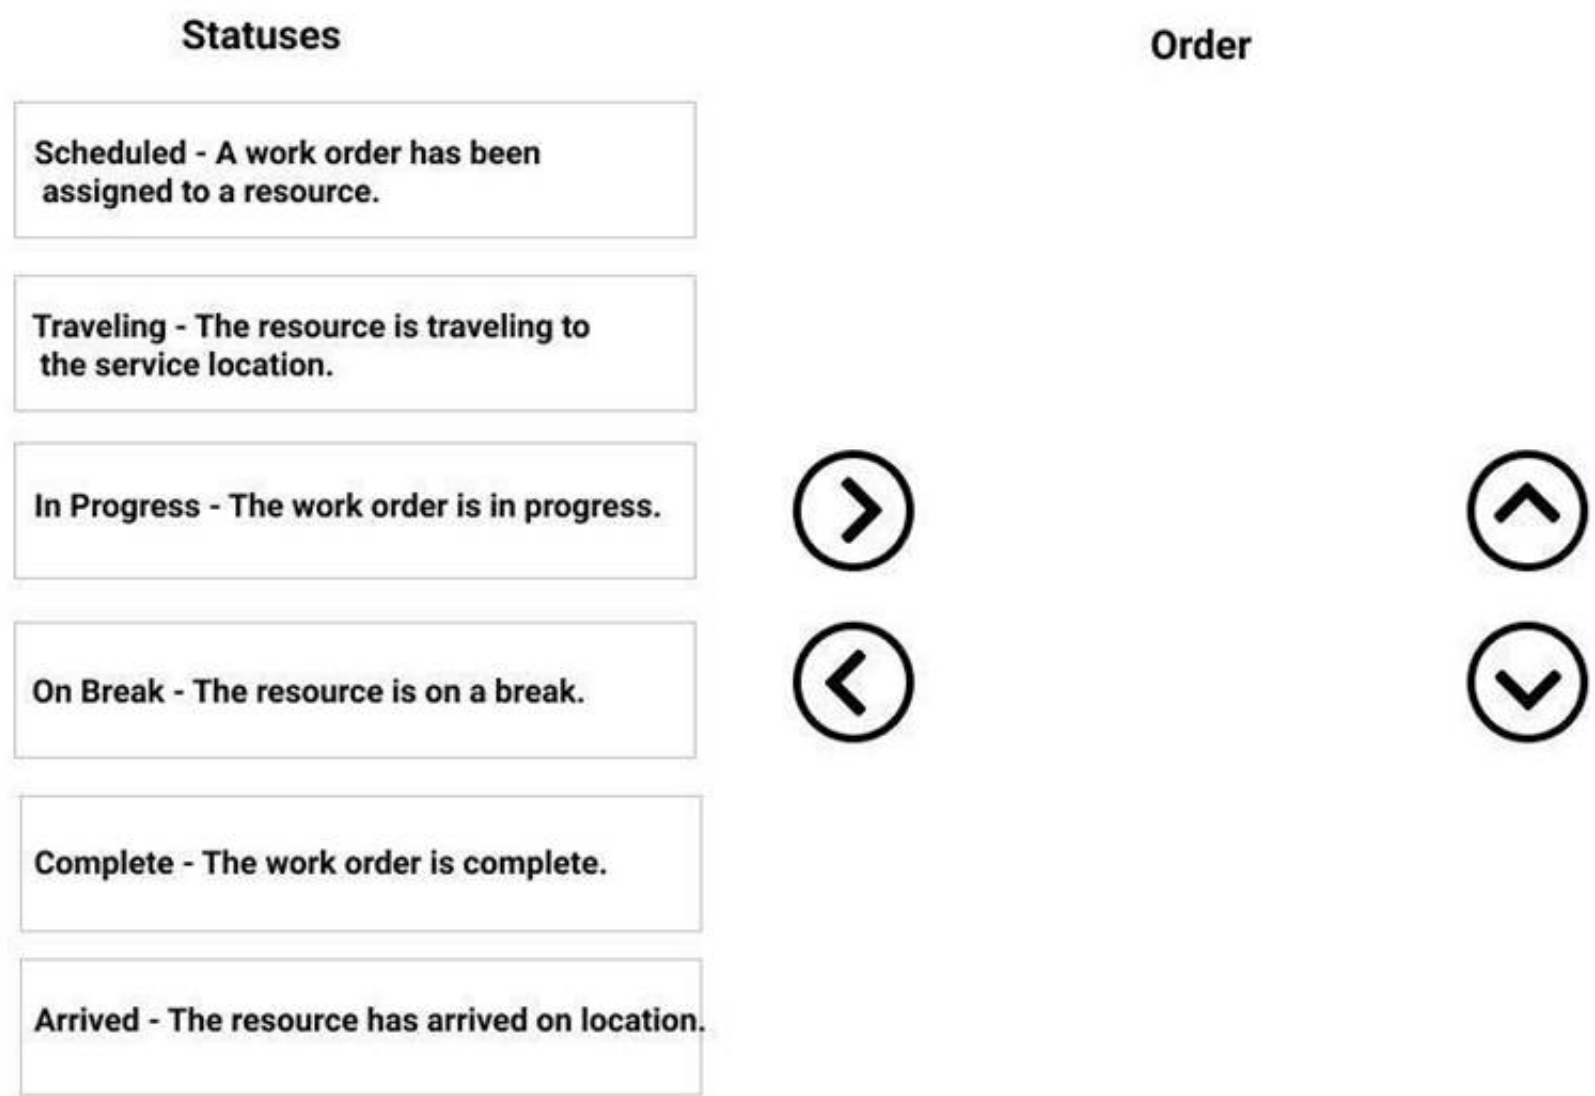 Statuses
Order
Scheduled - A work order has been
assigned to a resource.
Traveling - The resource is traveling to
the service location.
In Progress - The work order is in progress.
On Break - The resource is on a break.
Complete - The work order is complete.
Arrived - The resource has arrived on location.